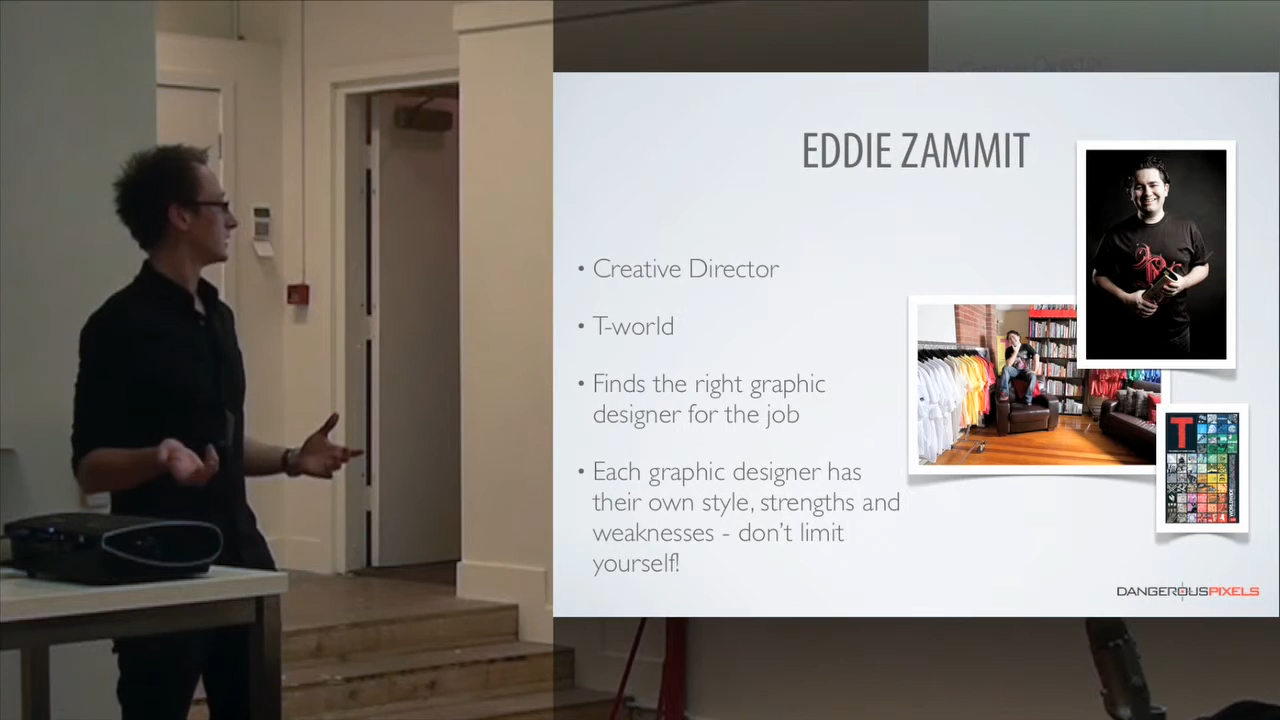 EDDIE ZAMMIT
• Creative Director
• T-world
• Finds the right graphic
designer for the job
• Each graphic designer has
their own style, strengths and
weaknesses - don't limit
yourself!
T
DANGEROUSPIXELS